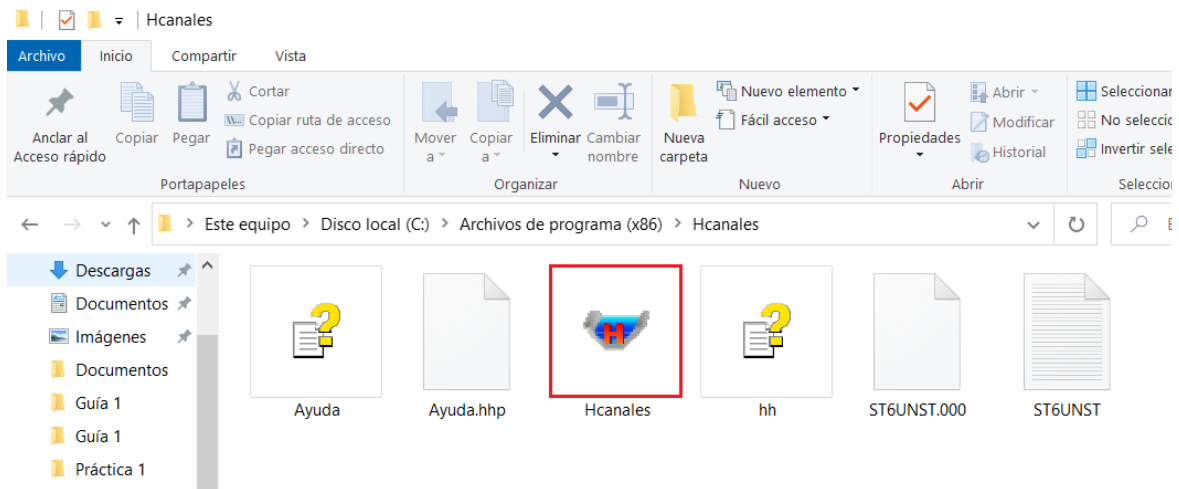 Hcanales
Archivo Inicio Compartir Vista
Anclar al Acceso rápido
Copiar
Pegar
Cortar
Copiar ruta de acceso
Pegar acceso directo
Portapapeles
Mover a
Copiar a
Eliminar
Cambiar nombre
Organizar
Nueva carpeta
Nuevo elemento
Fácil acceso
Nuevo
Propiedades
Abrir
Modificar
Historial
Abrir
Seleccionar
No selecci
Invertir sele
Seleccio
Este equipo > Disco local (C:) > Archivos de programa (x86) > Hcanales
Descargas
Documentos
Imágenes
Documentos
Guía 1
Guía 1
Práctica 1
H
Ayuda Ayuda.hhp Hcanales hh ST6UNST.000 ST6UNST